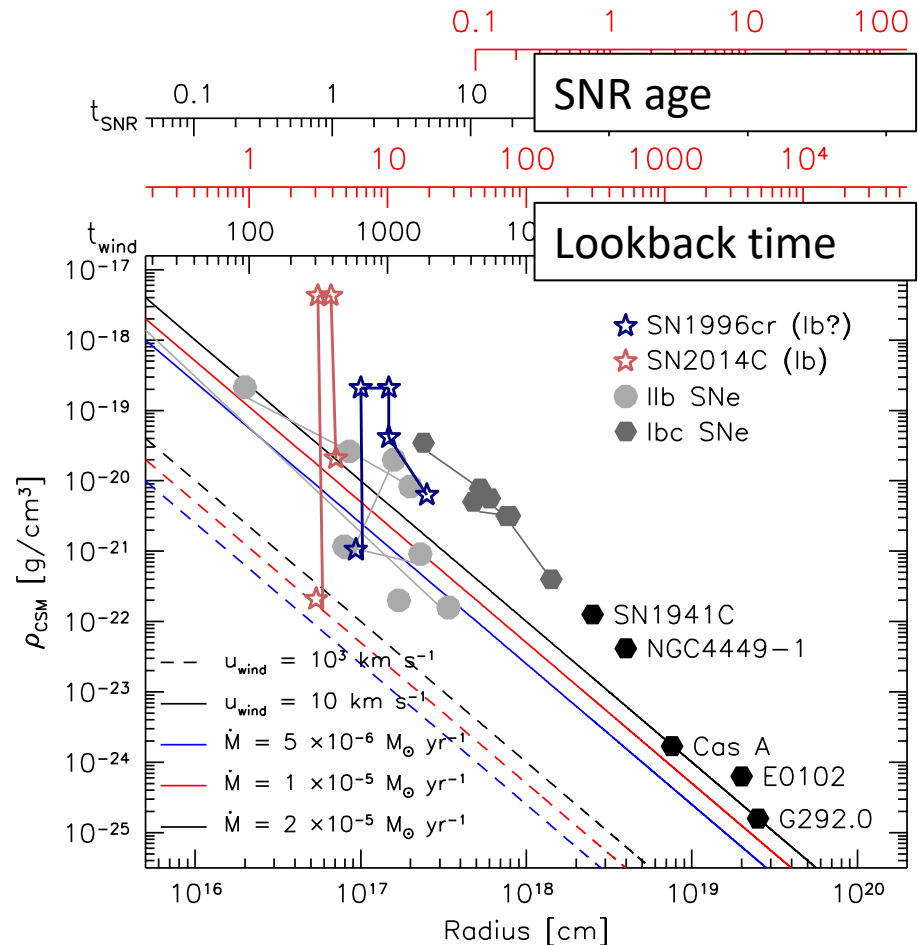 0.1 1 10 100
SNR age
t_SNR 0.1 1 10
1 10 100 1000 10⁴
Lookback time
t_wind 100 1000 10
10⁻¹⁷
10⁻¹⁸
10⁻¹⁹
10⁻²⁰
10⁻²¹
10⁻²²
10⁻²³
10⁻²⁴
10⁻²⁵
ρ_CSM [g/cm³]
SN1996cr (Ib?)
SN2014C (Ib)
IIb SNe
Ibc SNe
SN1941C
NGC4449-1
Cas A
E0102
G292.0
u_wind = 10³ km s⁻¹
u_wind = 10 km s⁻¹
Ṁ = 5 ×10⁻⁶ M⊙ yr⁻¹
Ṁ = 1 ×10⁻⁵ M⊙ yr⁻¹
Ṁ = 2 ×10⁻⁵ M⊙ yr⁻¹
10¹⁶ 10¹⁷ 10¹⁸ 10¹⁹ 10²⁰
Radius [cm]